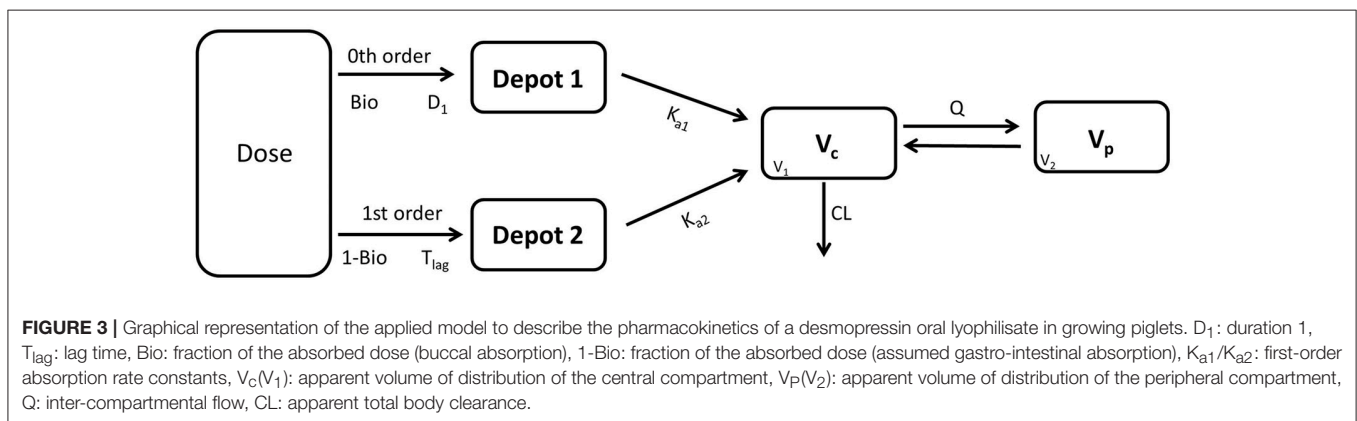 0th order
Bio D1
Depot 1
Ka1
Dose
Vc
V1
Q
Vp
V2
CL
1st order
1-Bio Tlag
Depot 2
Ka2
FIGURE 3 | Graphical representation of the applied model to describe the pharmacokinetics of a desmopressin oral lyophilisate in growing piglets. D1: duration 1,
Tlag: lag time, Bio: fraction of the absorbed dose (buccal absorption), 1-Bio: fraction of the absorbed dose (assumed gastro-intestinal absorption), Ka1/Ka2: first-order
absorption rate constants, Vc(V1): apparent volume of distribution of the central compartment, VP(V2): apparent volume of distribution of the peripheral compartment,
Q: inter-compartmental flow, CL: apparent total body clearance.